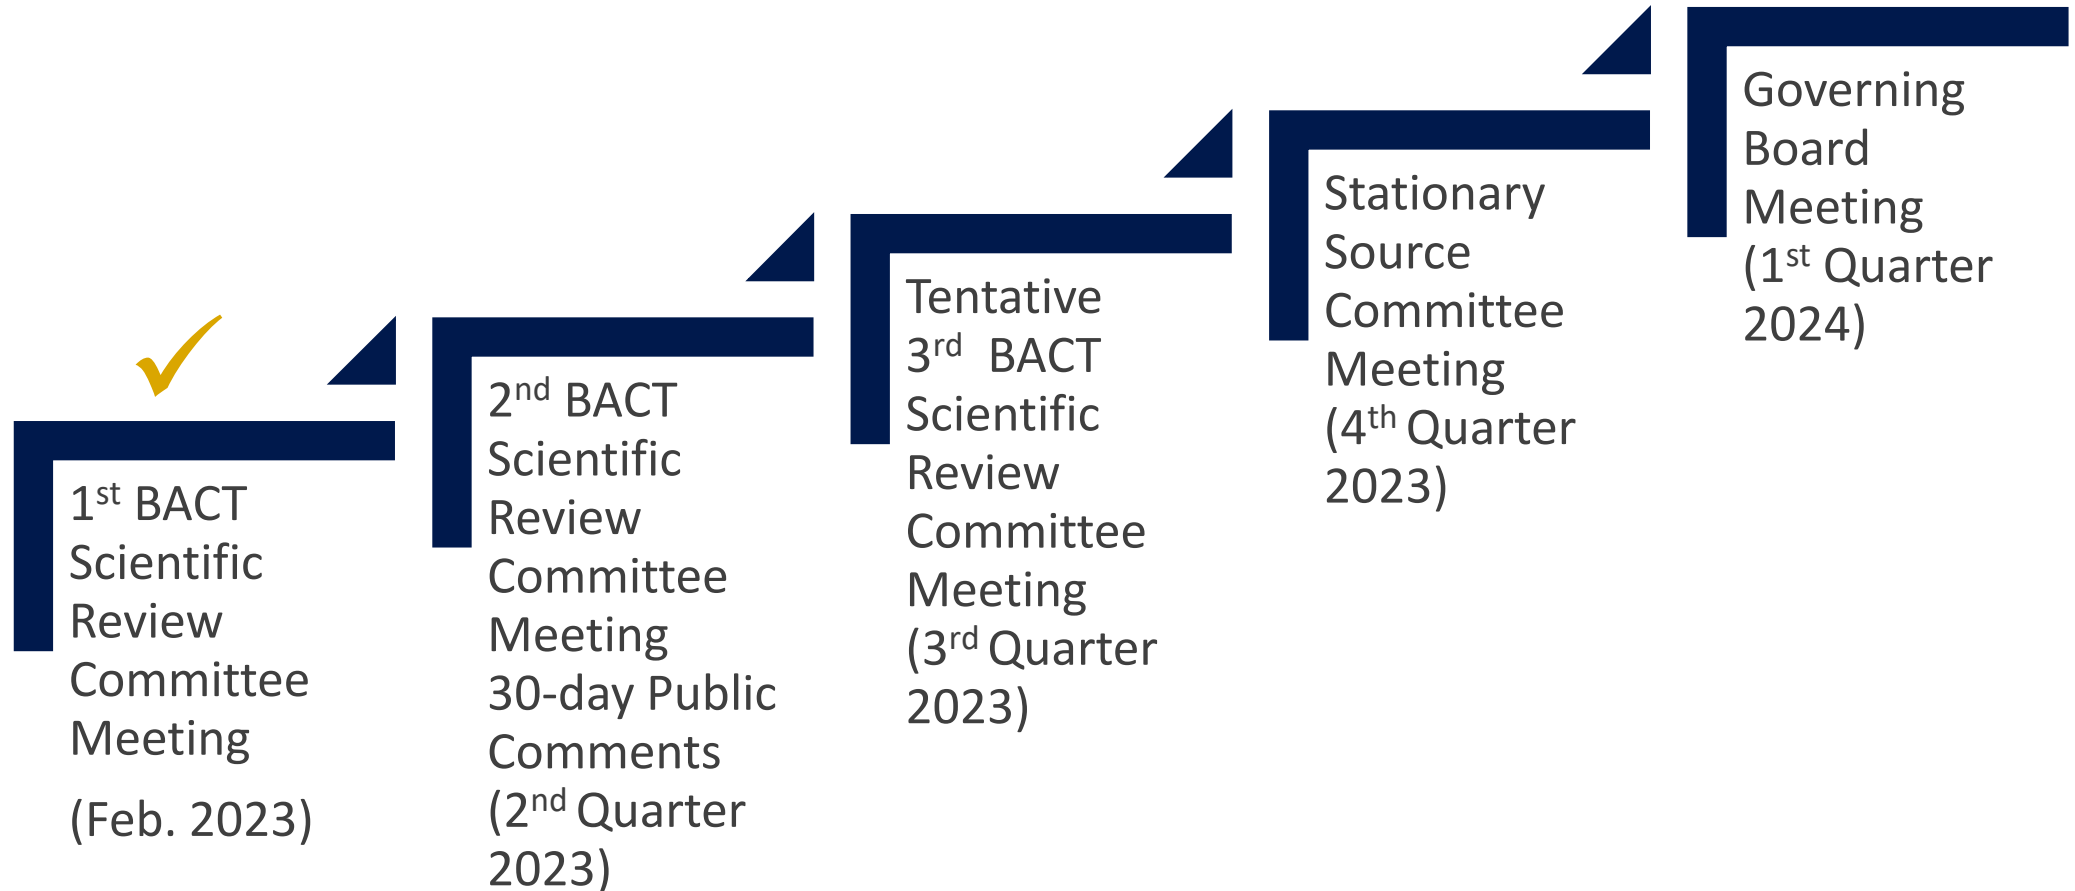 1st BACT
Scientific
Review
Committee
Meeting
(Feb. 2023)
2nd BACT
Scientific
Review
Committee
Meeting
30-day Public
Comments
(2nd Quarter
2023)
Tentative
3rd BACT
Scientific
Review
Committee
Meeting
(3rd Quarter
2023)
Stationary
Source
Committee
Meeting
(4th Quarter
2023)
Governing
Board
Meeting
(1st Quarter
2024)